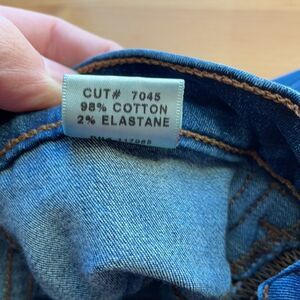 CUT# 7045
98% COTTON
2% ELASTANE